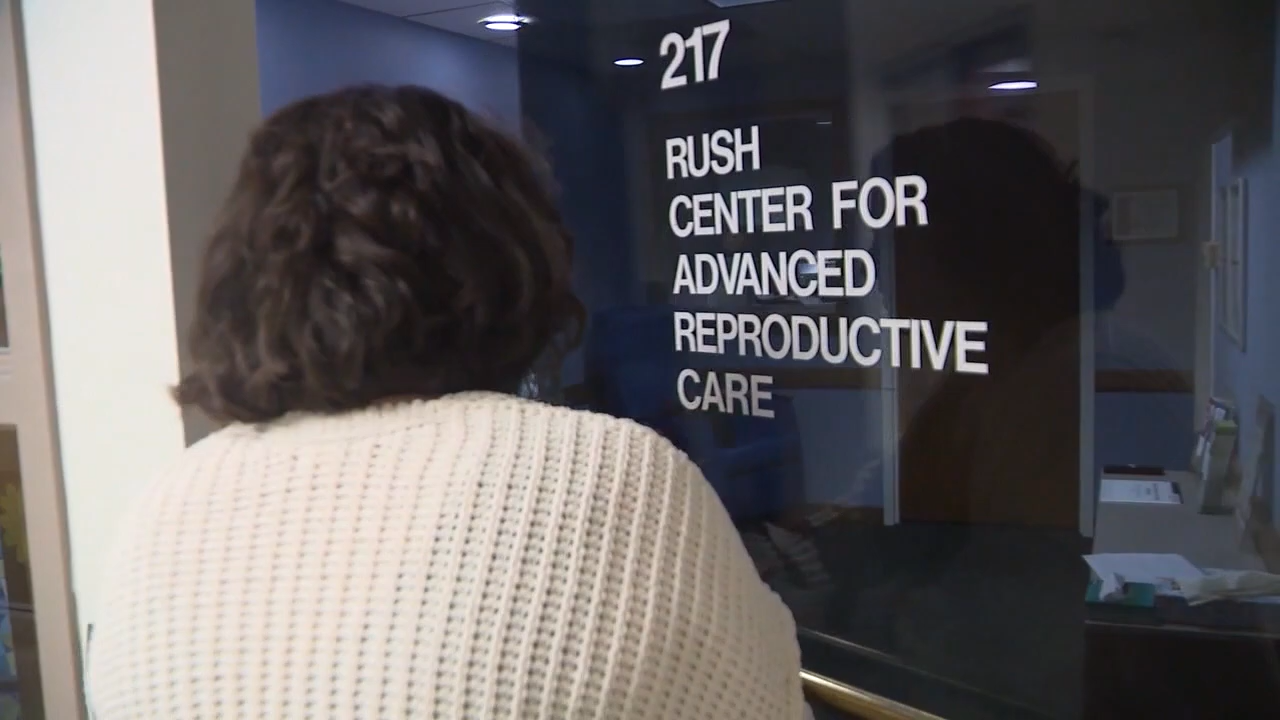 217
RUSH
CENTER FOR
ADVANCED
REPRODUCTIVE
CARE